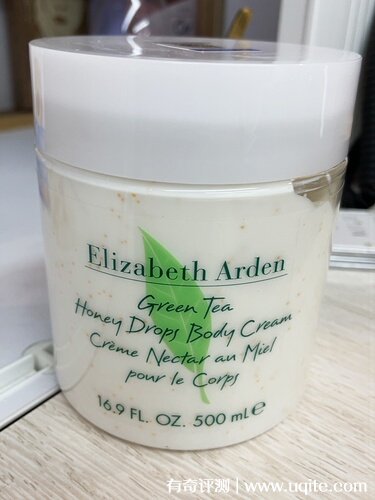 Elizabeth Arden
Green Tea
Honey Drops Body Cream
Crème Nectar au Miel
pour le Corps
16.9 FL. OZ. 500 mL℮
有奇评测 | www.uqite.com